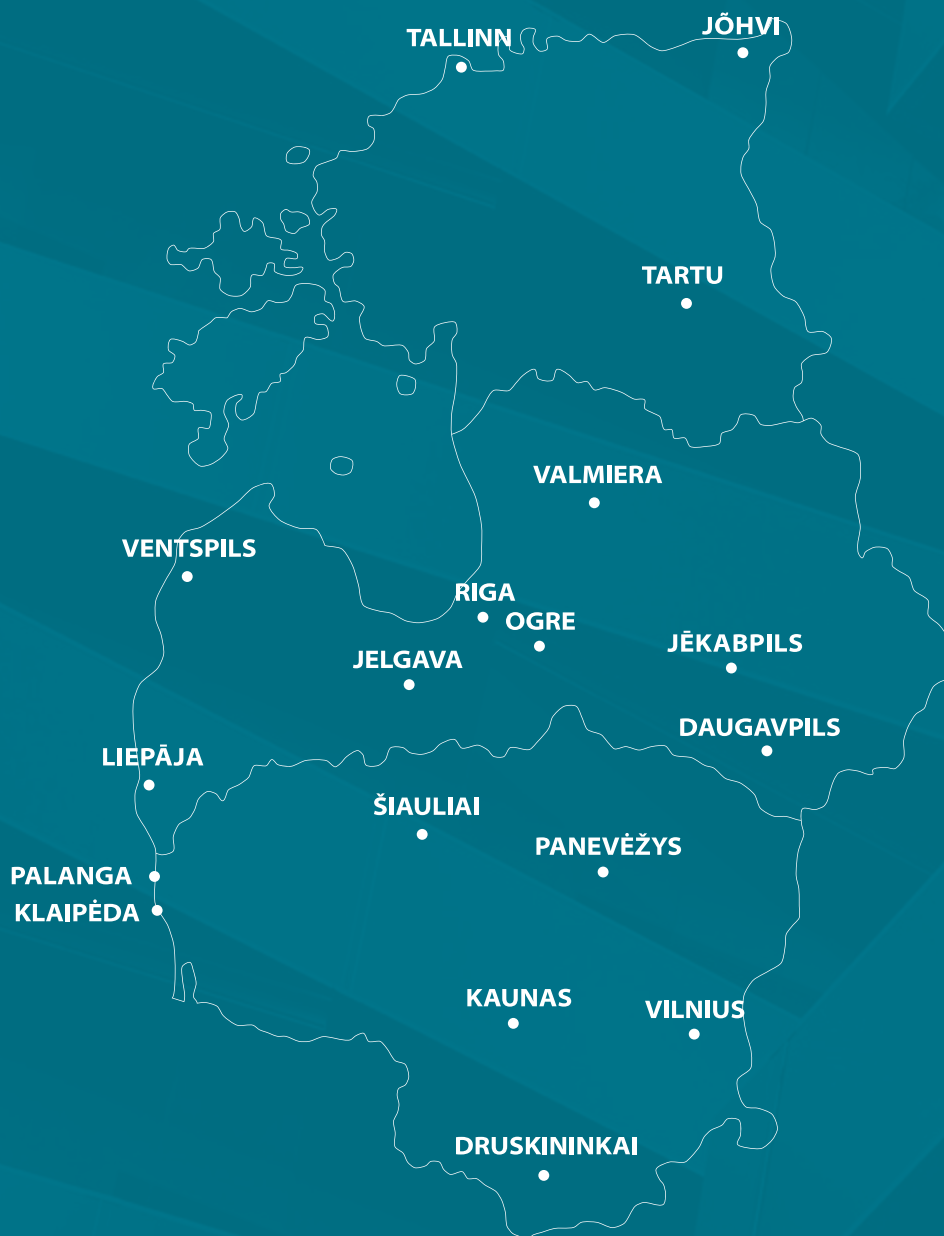 JÕHVI
TALLINN
TARTU
VALMIERA
VENTSPILS
RIGA
OGRE
JĒKABPILS
JELGAVA
DAUGAVPILS
LIEPĀJA
ŠIAULIAI
PANEVĖŽYS
PALANGA
KLAIPĖDA
KAUNAS
VILNIUS
DRUSKININKAI